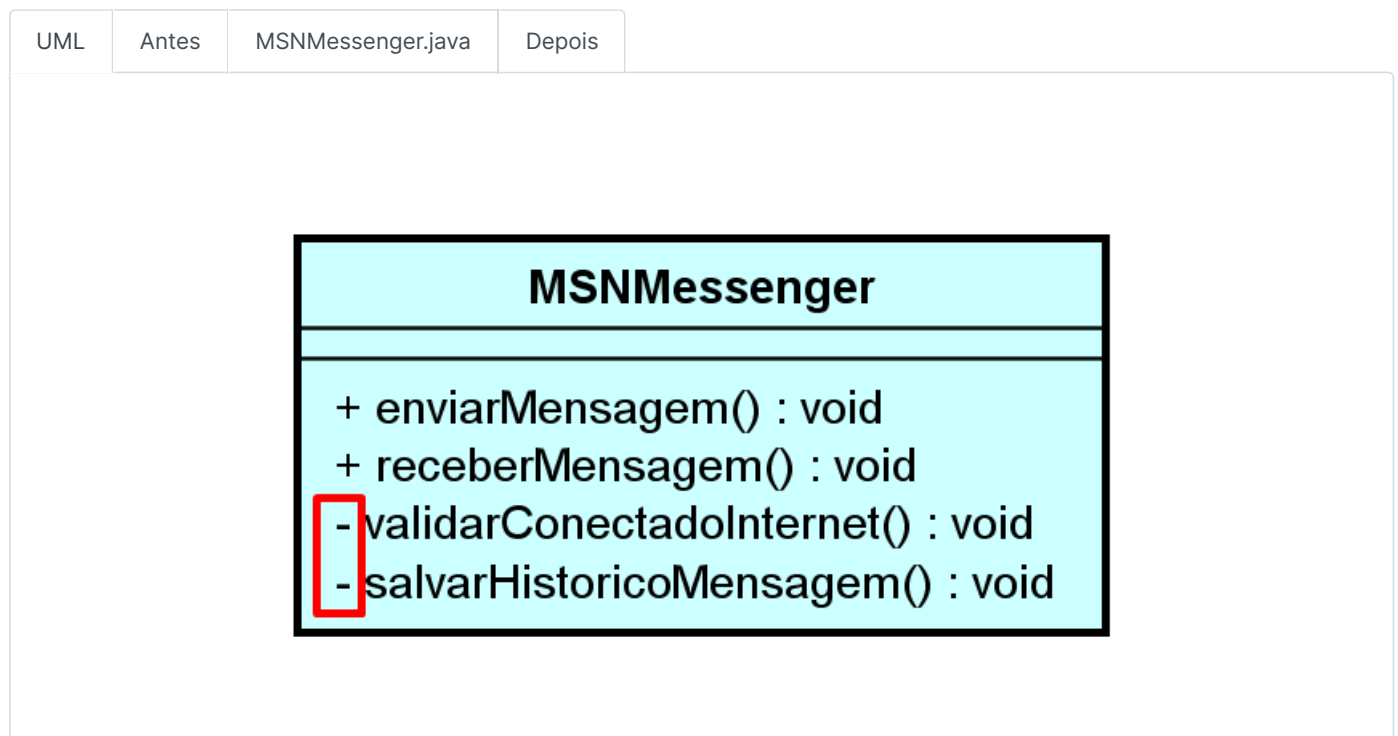 UML Antes MSNMessenger.java Depois
MSNMessenger
+ enviarMensagem() : void
+ receberMensagem() : void
- validarConectadoInternet() : void
- salvarHistoricoMensagem() : void